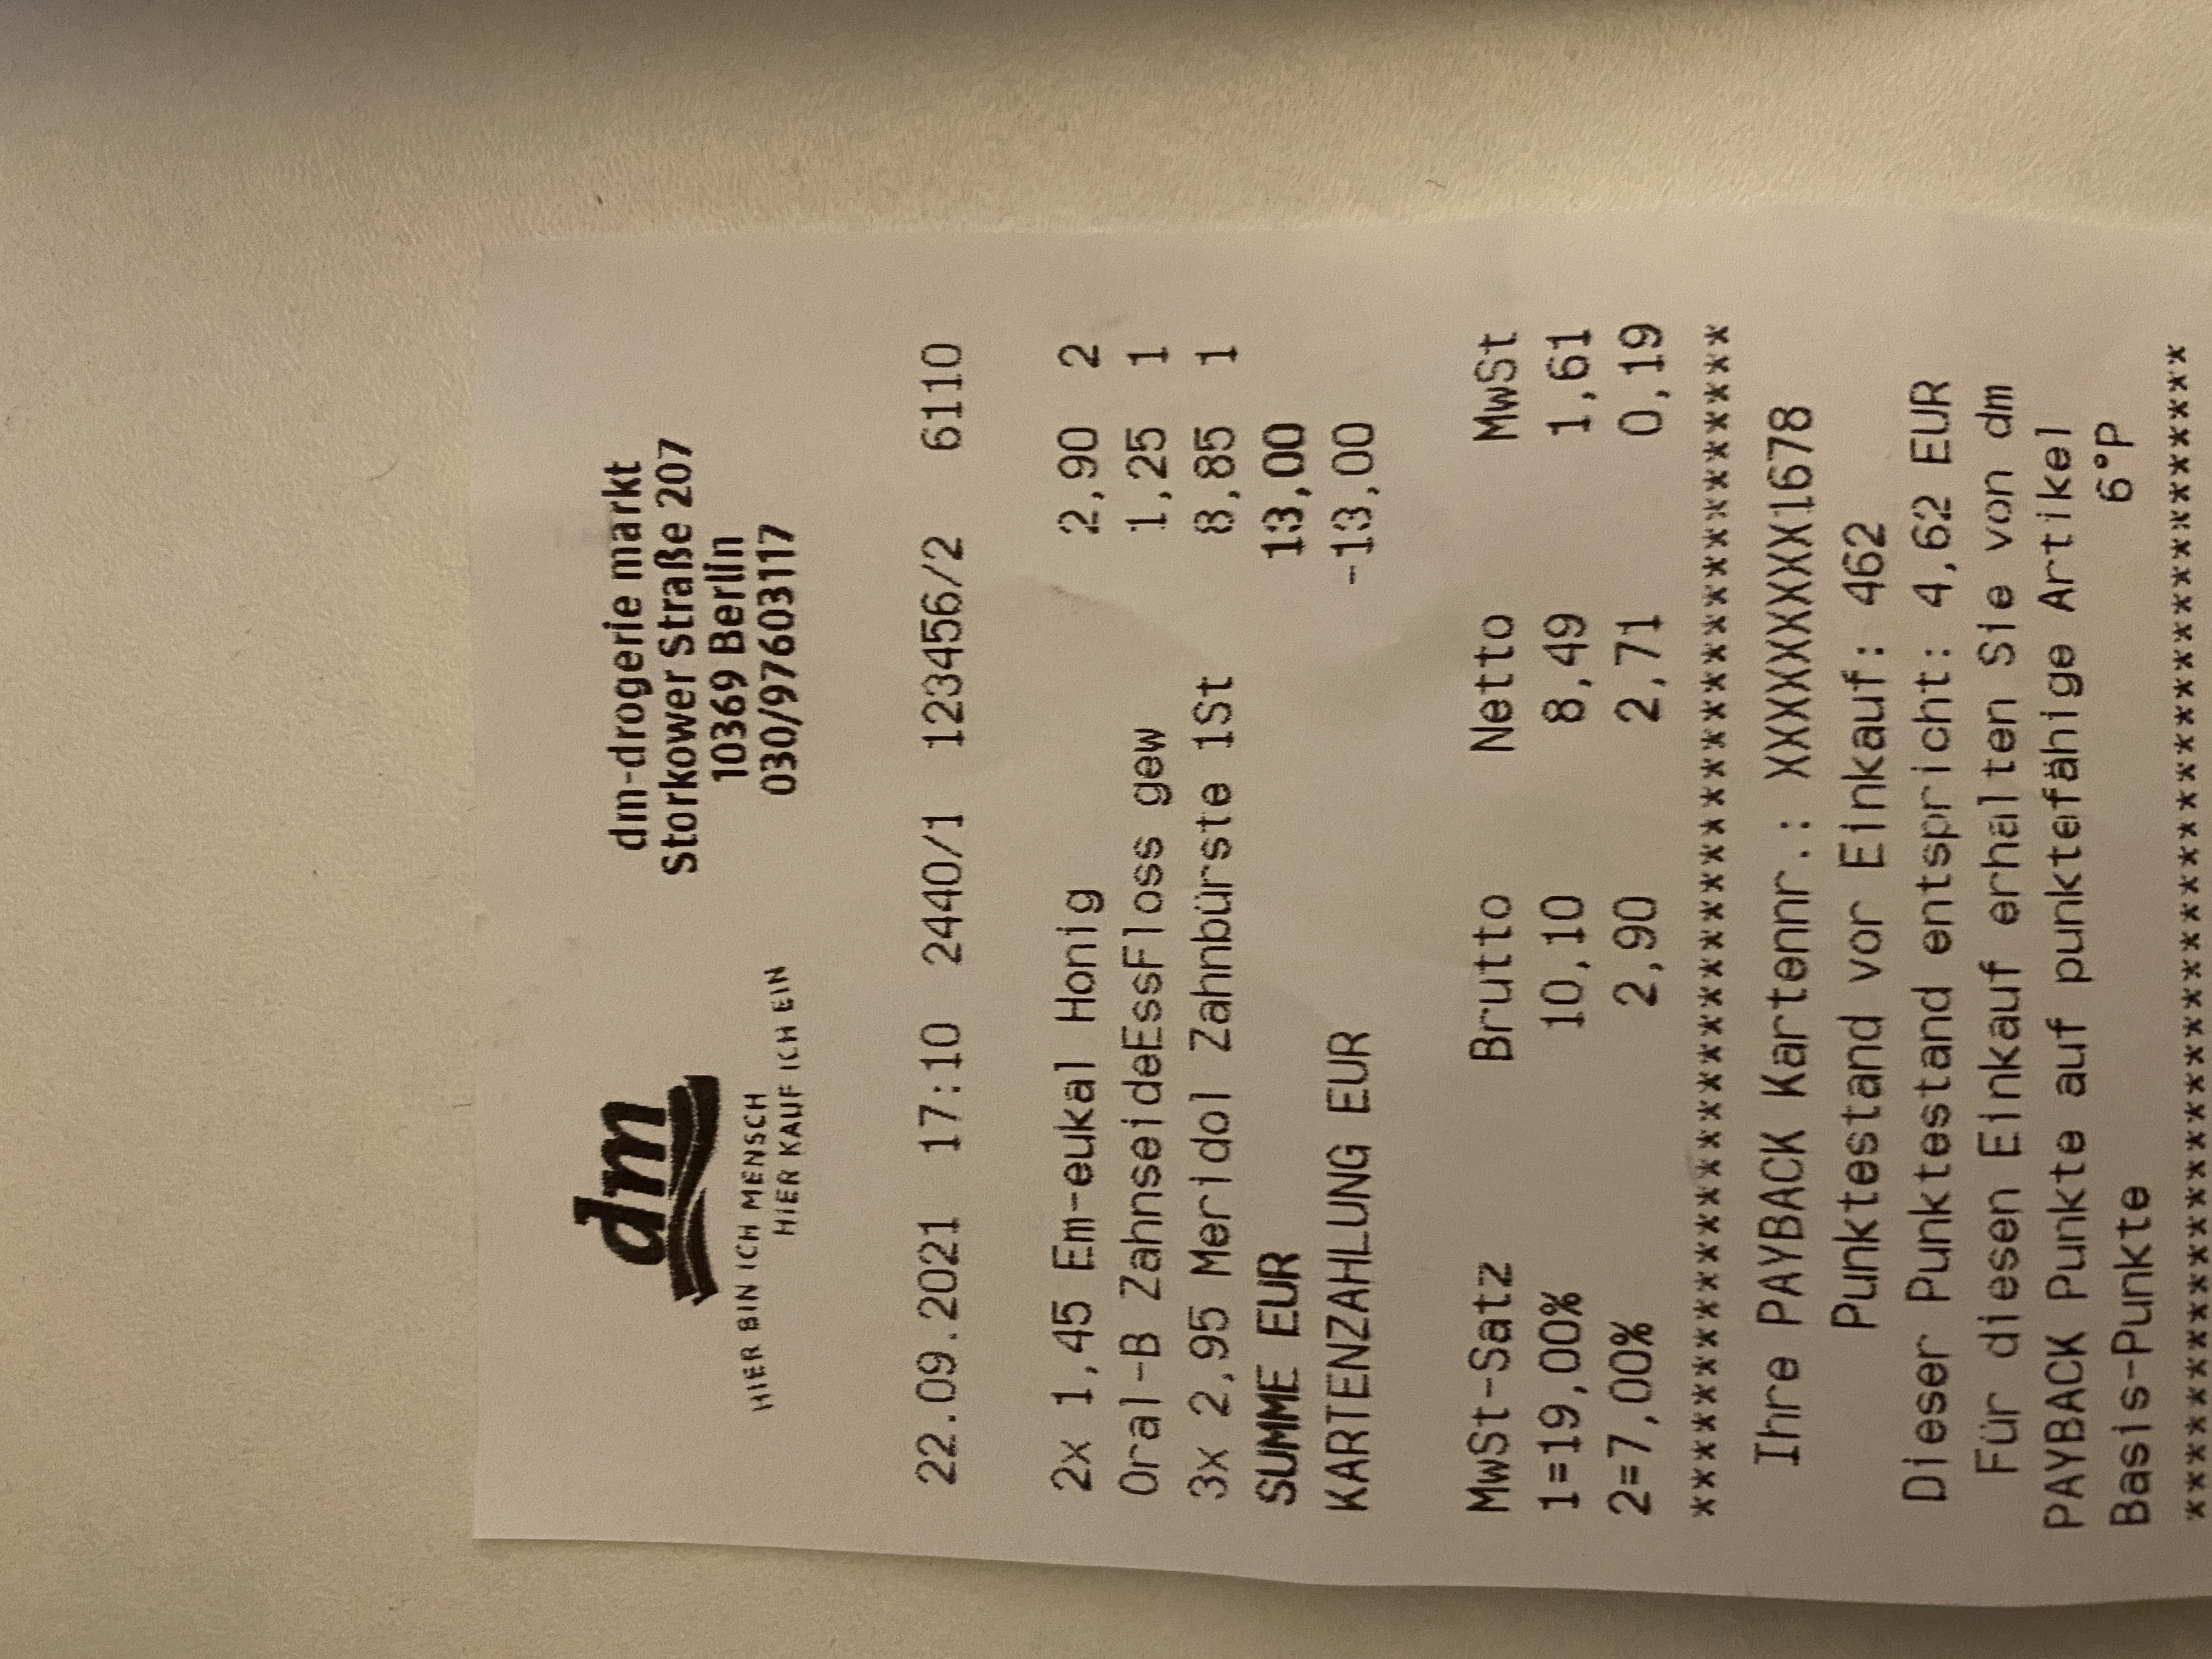 dm
HIER BIN ICH MENSCH
HIER KAUF ICH EIN
dm-drogerie markt
Storkower Straße 207
10369 Berlin
030/97603117
22.09.2021 17:10 2440/1 123456/2 6110
2x 1,45 Em-eukal Honig 2,90 2
Oral-B ZahnseideEssFloss gew 1,25 1
3x 2,95 Meridol Zahnbürste 1St 8,85 1
SUMME EUR 13,00
KARTENZAHLUNG EUR -13,00
MwSt-Satz Brutto Netto MwSt
1=19,00% 10,10 8,49 1,61
2=7,00% 2,90 2,71 0,19
******************************************
Ihre PAYBACK Kartennr.: XXXXXXXXX1678
Punktestand vor Einkauf: 462
Dieser Punktestand entspricht: 4,62 EUR
Für diesen Einkauf erhalten Sie von dm
PAYBACK Punkte auf punktefähige Artikel
Basis-Punkte 6°P
******************************************